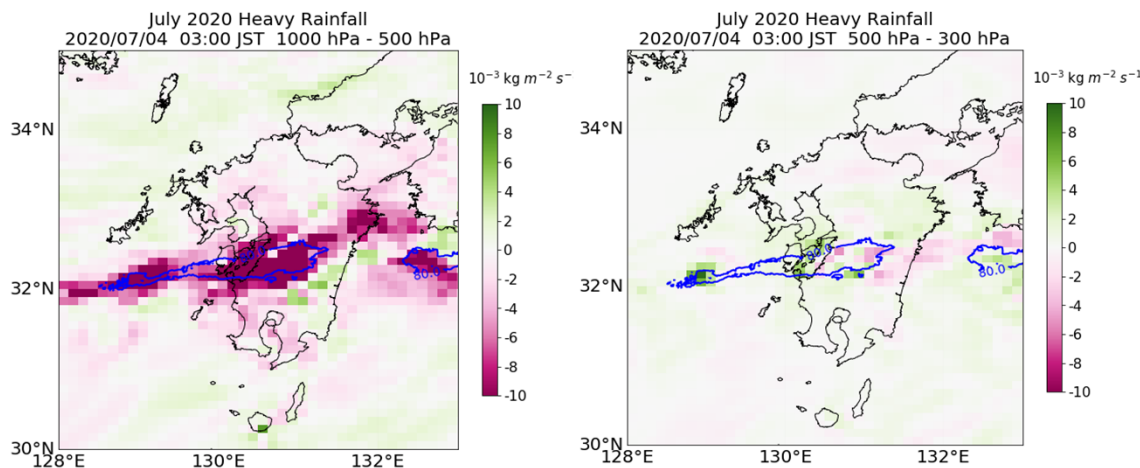 July 2020 Heavy Rainfall
2020/07/04 03:00 JST 1000 hPa - 500 hPa
10⁻³ kg m⁻² s⁻
10
8
6
4
2
0
-2
-4
-6
-8
-10
34°N
32°N
30°N
128°E
130°E
132°E
80.0
80.0
July 2020 Heavy Rainfall
2020/07/04 03:00 JST 500 hPa - 300 hPa
10⁻³ kg m⁻² s⁻¹
10
8
6
4
2
0
-2
-4
-6
-8
-10
34°N
32°N
30°N
128°E
130°E
132°E
80.0
80.0